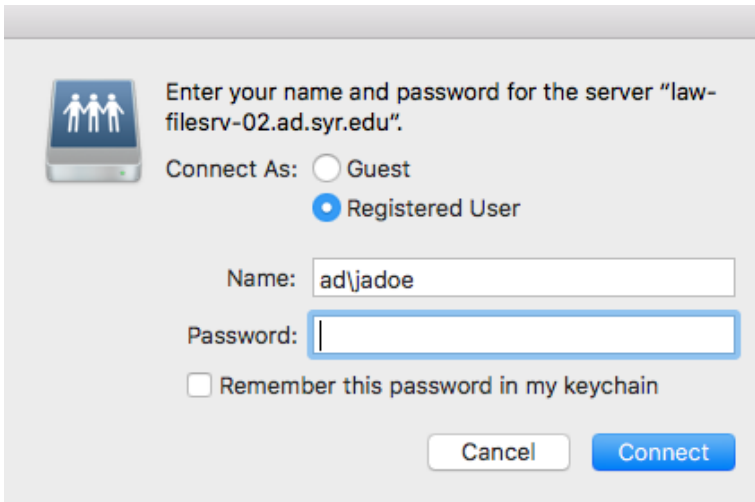 Enter your name and password for the server “law-
filesrv-02.ad.syr.edu”.
Connect As: Guest
Registered User
Name: ad\jadoe
Password:
Remember this password in my keychain
Cancel Connect